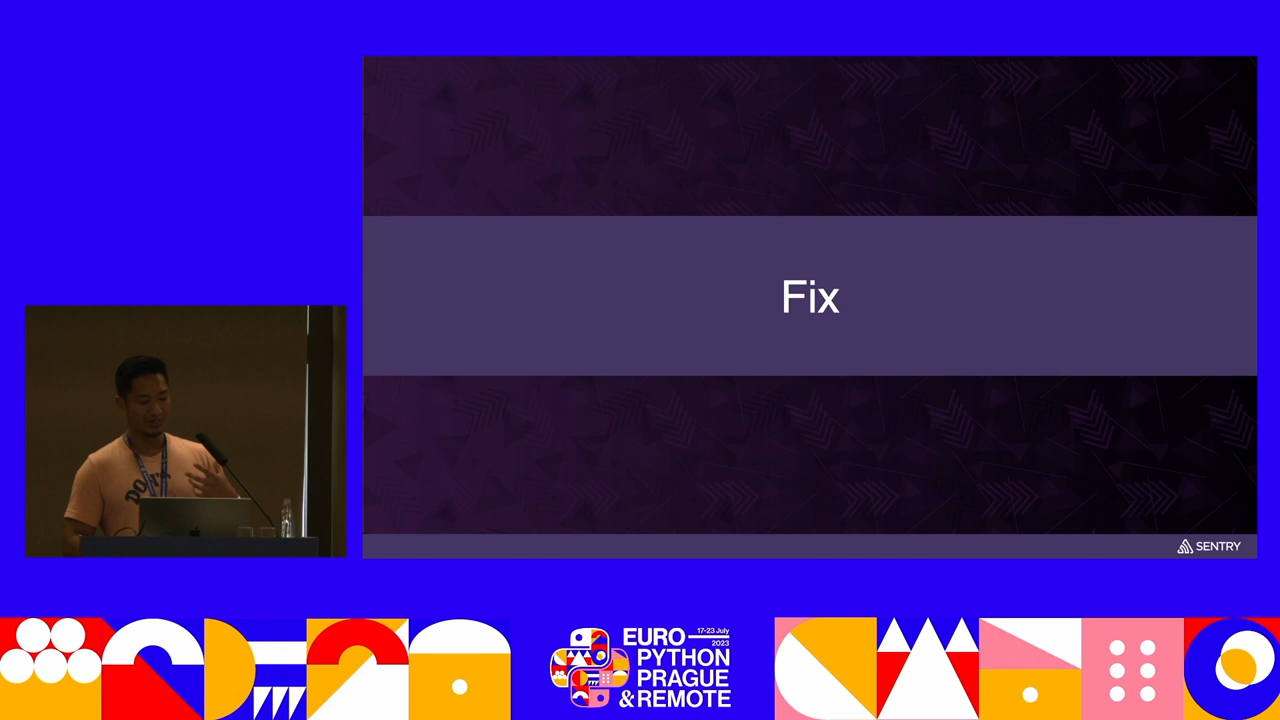 Fix
SENTRY
17-23 July
2023
EURO
PYTHON
PRAGUE
& REMOTE